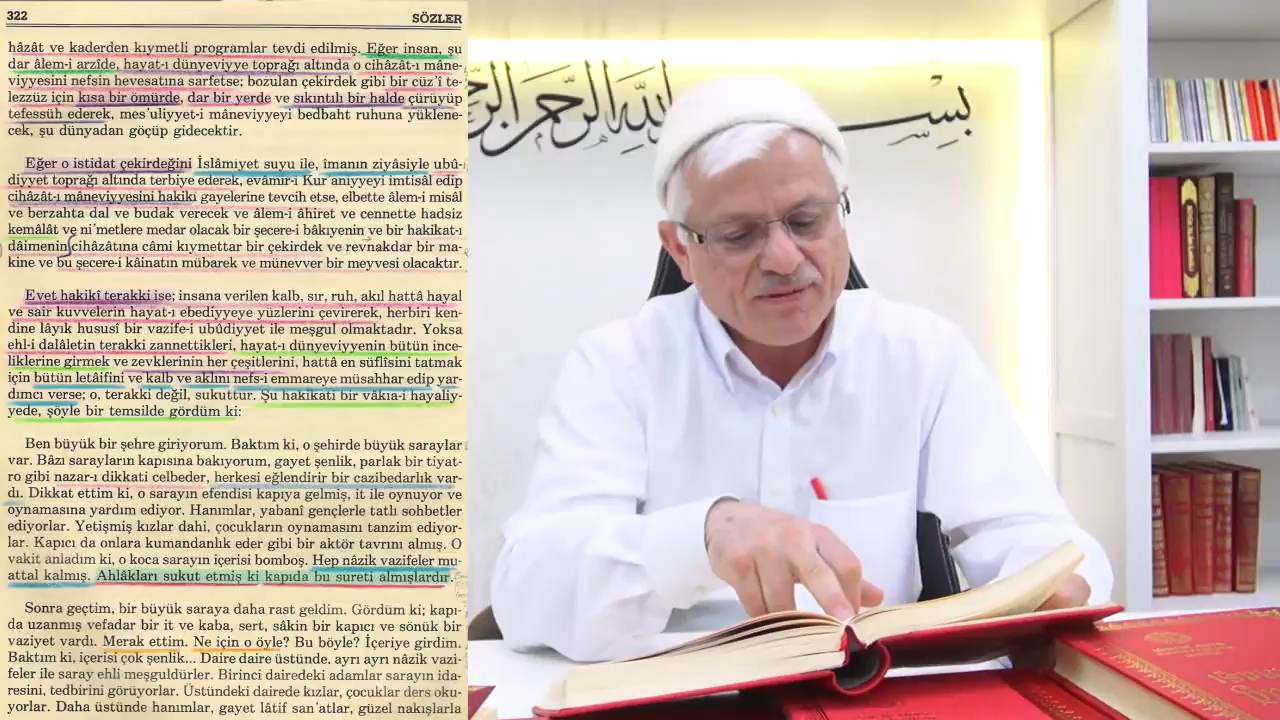 322
SÖZLER
hâzât ve kaderden kıymetli programlar tevdi edilmiş. Eğer insan, şu
dar âlem-i arzîde, hayat-ı dünyeviyye toprağı altında o cihâzât-ı mâne-
viyyesini nefsin hevesatına sarfetse; bozulan çekirdek gibi bir cüz'î te-
lezzüz için kısa bir ömürde, dar bir yerde ve sıkıntılı bir halde çürüyüp
tefessüh ederek, mes'uliyyet-i mâneviyyeyi bedbaht ruhuna yüklene-
cek, şu dünyadan göçüp gidecektir.
Eğer o istidat çekirdeğini İslâmiyet suyu ile, îmanın ziyâsiyle ubû-
diyyet toprağı altında terbiye ederek, evâmir-i Kur'aniyyeyi imtisâl edip
cihâzât-ı mâneviyyesini hakikî gayelerine tevcih etse, elbette âlem-i misâl
ve berzahta dal ve budak verecek ve âlem-i âhiret ve cennette hadsiz
kemâlât ve ni'metlere medar olacak bir şecere-i bâkıyenin ve bir hakikat-ı
dâimenin cihâzâtına câmi kıymettar bir çekirdek ve revnakdar bir ma-
kine ve bu şecere-i kâinatın mübarek ve münevver bir meyvesi olacaktır.
Evet hakikî terakki ise; insana verilen kalb, sır, ruh, akıl hattâ hayal
ve sair kuvvelerin hayat-ı ebediyyeye yüzlerini çevirerek, herbiri ken-
dine lâyık hususî bir vazife-i ubûdiyyet ile meşgul olmaktadır. Yoksa
ehl-i dalâletin terakki zannettikleri, hayat-ı dünyeviyyenin bütün ince-
liklerine girmek ve zevklerinin her çeşitlerini, hattâ en süflîsini tatmak
için bütün letâifini ve kalb ve aklını nefs-i emmareye müsahhar edip yar-
dımcı verse; o, terakki değil, sukuttur. Şu hakikati bir vâkıa-i hayaliy-
yede, şöyle bir temsilde gördüm ki:
Ben büyük bir şehre giriyorum. Baktım ki, o şehirde büyük saraylar
var. Bâzı sarayların kapısına bakıyorum, gayet şenlik, parlak bir tiyat-
ro gibi nazar-ı dikkati celbeder, herkesi eğlendirir bir cazibedarlık var-
dı. Dikkat ettim ki, o sarayın efendisi kapıya gelmiş, it ile oynuyor ve
oynamasına yardım ediyor. Hanımlar, yabanî gençlerle tatlı sohbetler
ediyorlar. Yetişmiş kızlar dahi, çocukların oynamasını tanzim ediyor-
lar. Kapıcı da onlara kumandanlık eder gibi bir aktör tavrını almış. O
vakit anladım ki, o koca sarayın içerisi bomboş. Hep nâzik vazifeler mu-
attal kalmış. Ahlâkları sukut etmiş ki kapıda bu sureti almışlardır.
Sonra geçtim, bir büyük saraya daha rast geldim. Gördüm ki; kapı-
da uzanmış vefadar bir it ve kaba, sert, sâkin bir kapıcı ve sönük bir
vaziyet vardı. Merak ettim. Ne için o öyle? Bu böyle? İçeriye girdim.
Baktım ki, içerisi çok şenlik... Daire daire üstünde, ayrı ayrı nâzik vazi-
feler ile saray ehli meşguldürler. Birinci dairedeki adamlar sarayın ida-
resini, tedbirini görüyorlar. Üstündeki dairede kızlar, çocuklar ders oku-
yorlar. Daha üstünde hanımlar, gayet lâtif san'atlar, güzel nakışlarla
بسم الله الرحمن الرحيم